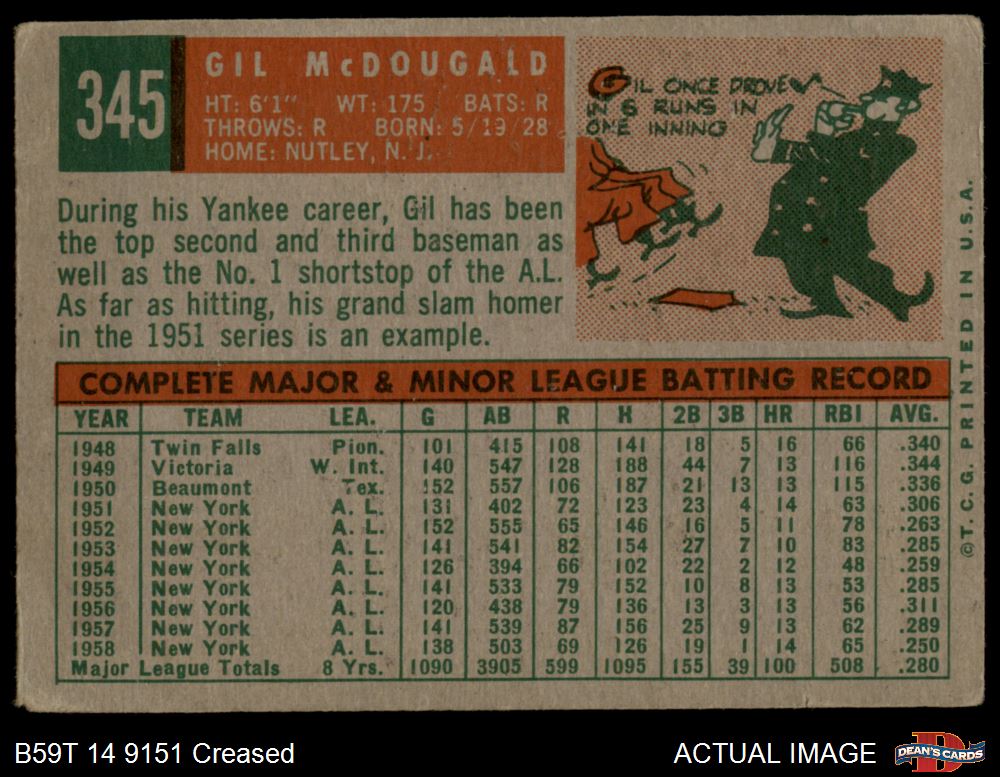 345
GIL McDOUGALD
HT: 6'1" WT: 175 BATS: R
THROWS: R BORN: 5/19/28
HOME: NUTLEY, N. J.
GIL ONCE DROVE
IN 6 RUNS IN
ONE INNING
During his Yankee career, Gil has been
the top second and third baseman as
well as the No. 1 shortstop of the A.L.
As far as hitting, his grand slam homer
in the 1951 series is an example.
COMPLETE MAJOR & MINOR LEAGUE BATTING RECORD
YEAR TEAM LEA. G AB R H 2B 3B HR RBI AVG.
1948 Twin Falls Pion. 101 415 108 141 18 5 16 66 .340
1949 Victoria W. Int. 140 547 128 188 44 7 13 116 .344
1950 Beaumont Tex. 152 557 106 187 21 13 13 115 .336
1951 New York A. L. 131 402 72 123 23 4 14 63 .306
1952 New York A. L. 152 555 65 146 16 5 11 78 .263
1953 New York A. L. 141 541 82 154 27 7 10 83 .285
1954 New York A. L. 126 394 66 102 22 2 12 48 .259
1955 New York A. L. 141 533 79 152 10 8 13 53 .285
1956 New York A. L. 120 438 79 136 13 3 13 56 .311
1957 New York A. L. 141 539 87 156 25 9 13 62 .289
1958 New York A. L. 138 503 69 126 19 1 14 65 .250
Major League Totals 8 Yrs. 1090 3905 599 1095 155 39 100 508 .280
©T.C.G. PRINTED IN U.S.A.
B59T 14 9151 Creased
ACTUAL IMAGE
DEAN'S CARDS